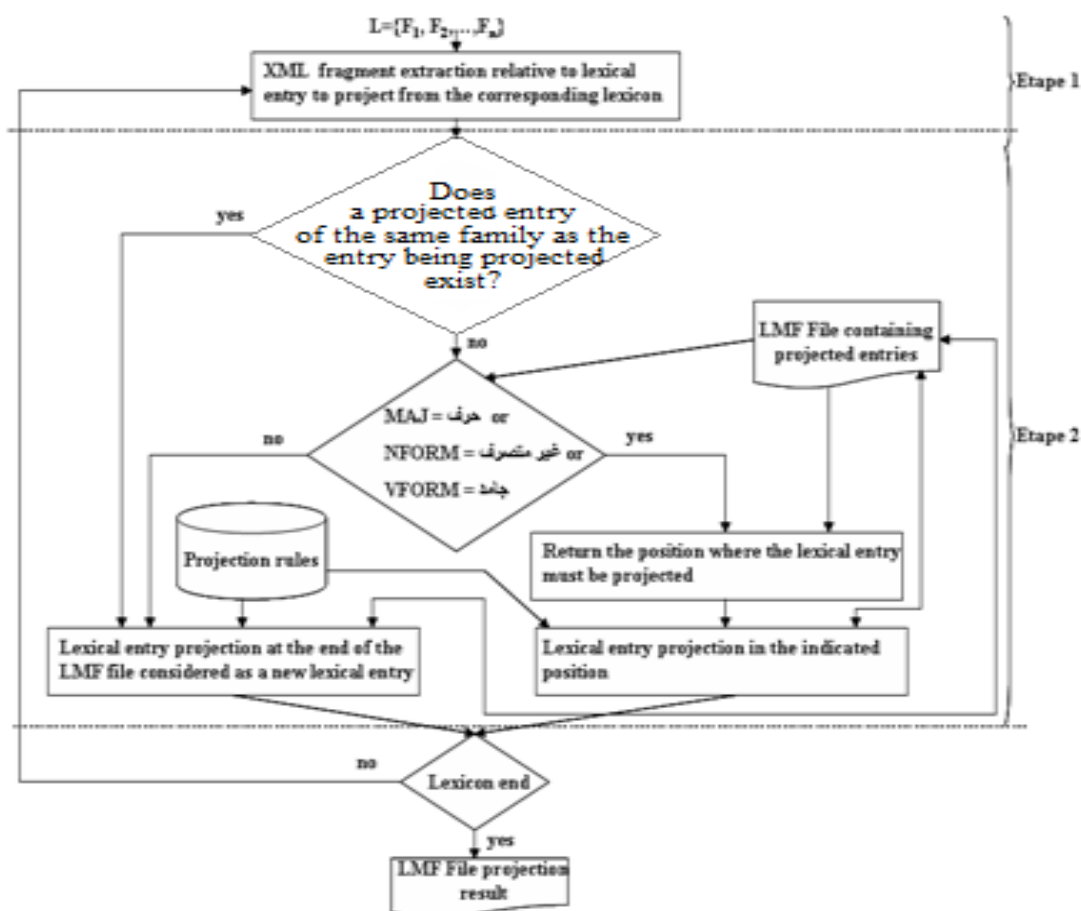 L={F1, F2,...,Fn}
XML fragment extraction relative to lexical
entry to project from the corresponding lexicon
Etape 1
Does
a projected entry
of the same family as the
entry being projected
exist?
yes
no
LMF File containing
projected entries
MAJ = حرف or
NFORM = غير متصرف or
VFORM = جامد
no
yes
Etape 2
Projection rules
Return the position where the lexical entry
must be projected
Lexical entry projection at the end of the
LMF file considered as a new lexical entry
Lexical entry projection in the indicated
position
no
Lexicon end
yes
LMF File projection
result